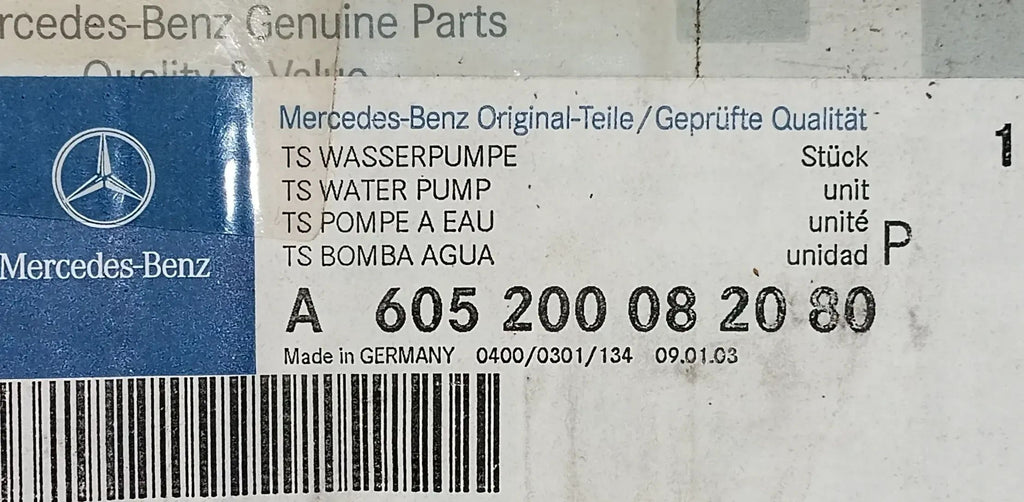 rcedes-Benz Genuine Parts
Quality & Value
Mercedes-Benz
Mercedes-Benz Original-Teile/Geprüfte Qualität
TS WASSERPUMPE Stück 1
TS WATER PUMP unit
TS POMPE A EAU unité
TS BOMBA AGUA unidad P
A 605 200 08 20 80
Made in GERMANY 0400/0301/134 09.01.03